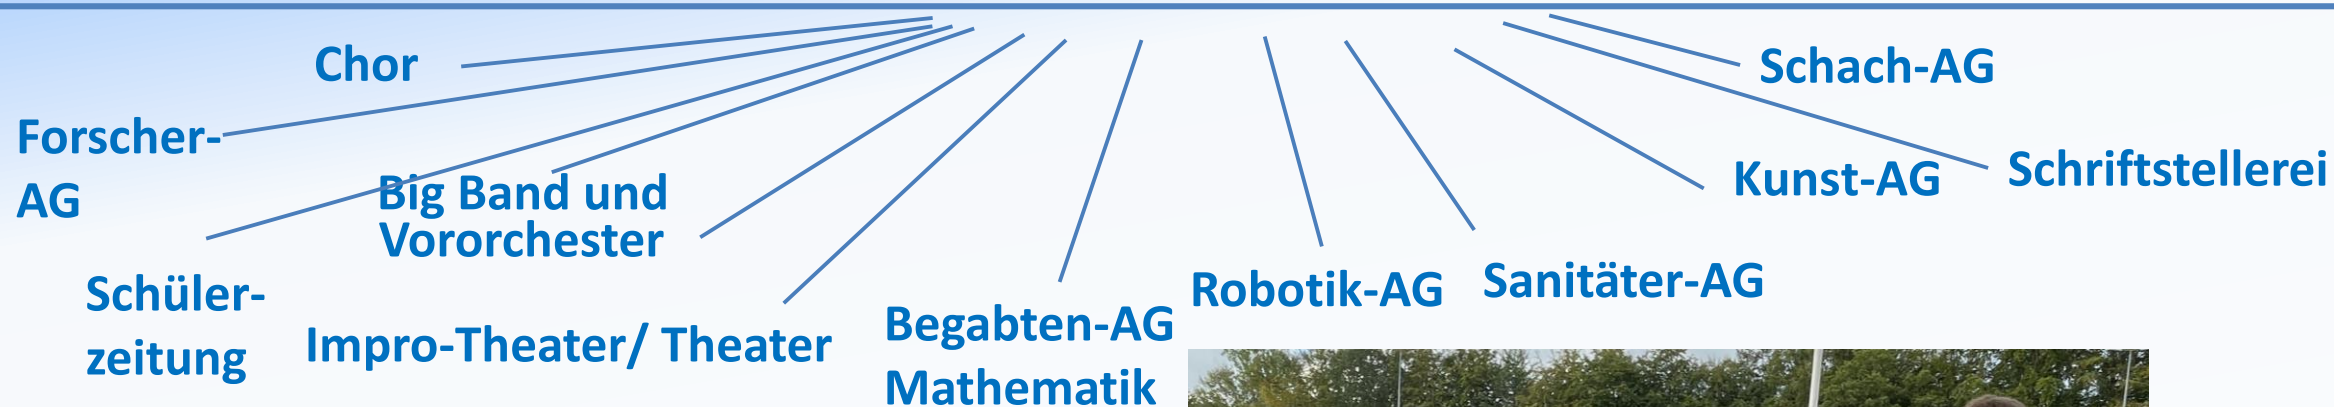 Chor
Schach-AG
Forscher-
AG
Big Band und
Vororchester
Kunst-AG
Schriftstellerei
Schüler-
zeitung
Impro-Theater/ Theater
Begabten-AG
Mathematik
Robotik-AG
Sanitäter-AG